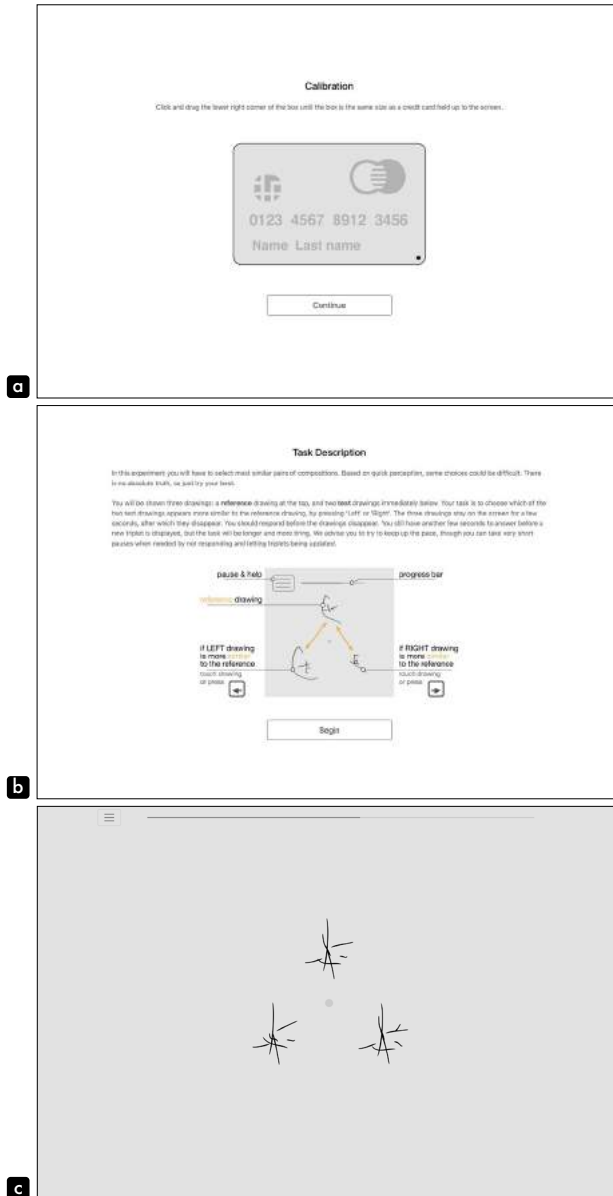 Calibration
Click and drag the lower right corner of the box until the box is the same size as a credit card held up to the screen.
0123 4567 8912 3456
Name Last name
Continue
a
Task Description
In this experiment you will have to select most similar pairs of compositions. Based on quick perception, some choices could be difficult. There
is no absolute truth, so just try your best.
You will be shown three drawings: a reference drawing at the top, and two test drawings immediately below. Your task is to choose which of the
two test drawings appears more similar to the reference drawing, by pressing 'Left' or 'Right'. The three drawings stay on the screen for a few
seconds, after which they disappear. You should respond before the drawings disappear. You still have another few seconds to answer before a
new triplet is displayed, but the task will be longer and more tiring. We advise you to try to keep up the pace, though you can take very short
pauses when needed by not responding and letting triplets being updated.
pause & help
progress bar
reference drawing
if LEFT drawing
is more similar
to the reference
touch drawing
or press
if RIGHT drawing
is more similar
to the reference
touch drawing
or press
Begin
b
c